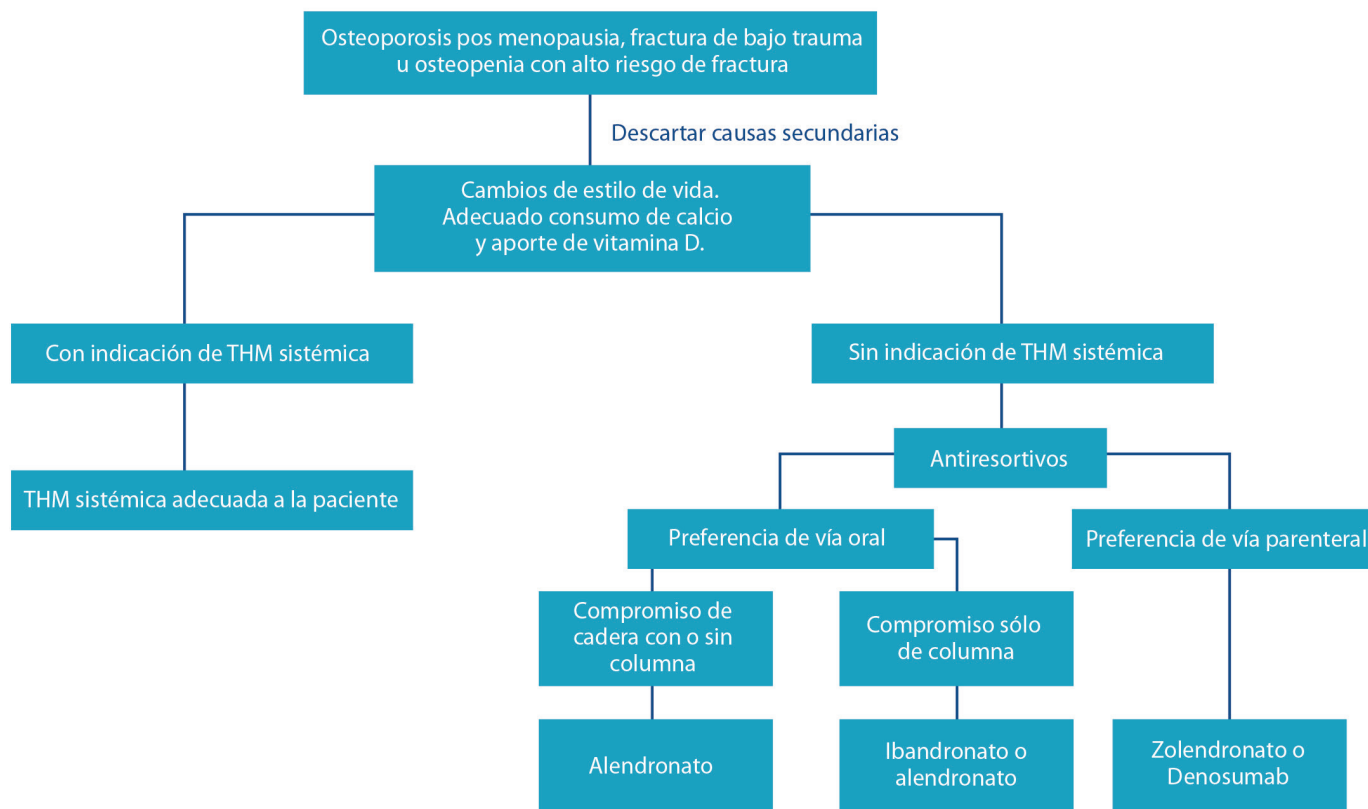 Osteoporosis pos menopausia, fractura de bajo trauma
u osteopenia con alto riesgo de fractura
Descartar causas secundarias
Cambios de estilo de vida.
Adecuado consumo de calcio
y aporte de vitamina D.
Con indicación de THM sistémica
Sin indicación de THM sistémica
THM sistémica adecuada a la paciente
Antiresortivos
Preferencia de vía oral
Preferencia de vía parenteral
Compromiso de
cadera con o sin
columna
Compromiso sólo
de columna
Alendronato
Ibandronato o
alendronato
Zolendronato o
Denosumab